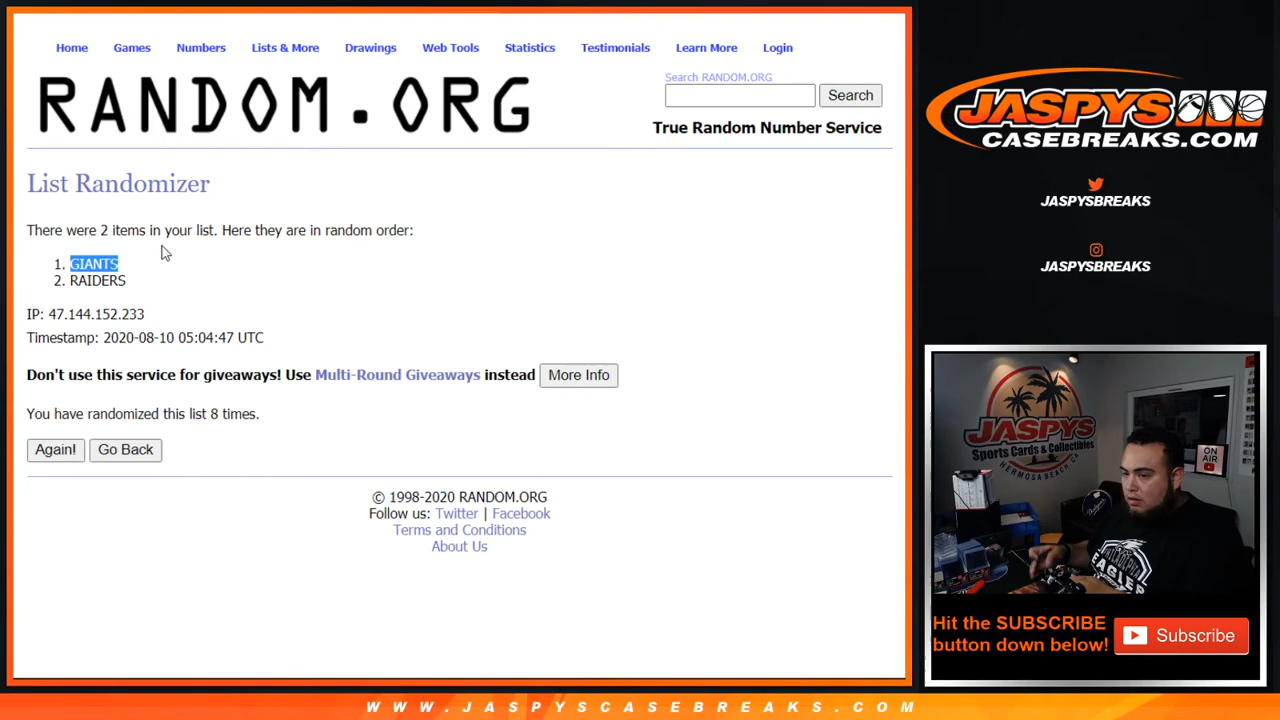 Home Games Numbers Lists & More Drawings Web Tools Statistics Testimonials Learn More Login
RANDOM.ORG
Search RANDOM.ORG
Search
True Random Number Service
List Randomizer
There were 2 items in your list. Here they are in random order:
1. GIANTS
2. RAIDERS
IP: 47.144.152.233
Timestamp: 2020-08-10 05:04:47 UTC
Don't use this service for giveaways! Use Multi-Round Giveaways instead More Info
You have randomized this list 8 times.
Again! Go Back
© 1998-2020 RANDOM.ORG
Follow us: Twitter | Facebook
Terms and Conditions
About Us
JASPYS
CASEBREAKS.COM
JASPYSBREAKS
JASPYSBREAKS
JASPYS
Sports Cards & Collectibles
HERMOSA BEACH, CA
ON
AIR
Dodgers
PHILADELPHIA
EAGLES
Hit the SUBSCRIBE
button down below!
Subscribe
WWW.JASPYSCASEBREAKS.COM